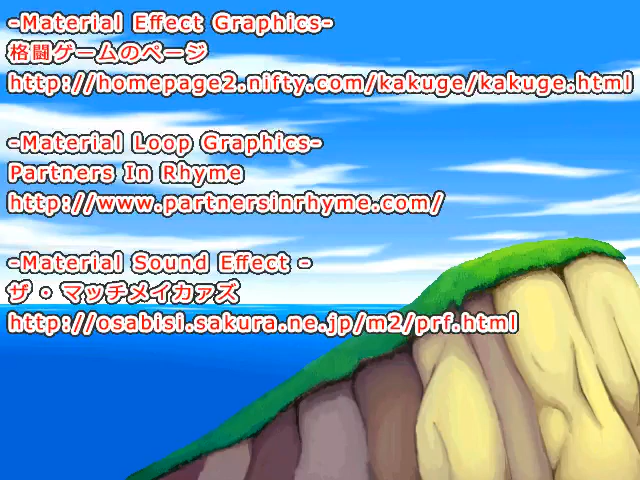 -Material Effect Graphics-
格闘ゲームのページ
http://homepage2.nifty.com/kakuge/kakuge.html
-Material Loop Graphics-
Partners In Rhyme
http://www.partnersinrhyme.com/
-Material Sound Effect -
ザ・マッチメイカァズ
http://osabisi.sakura.ne.jp/m2/prf.html